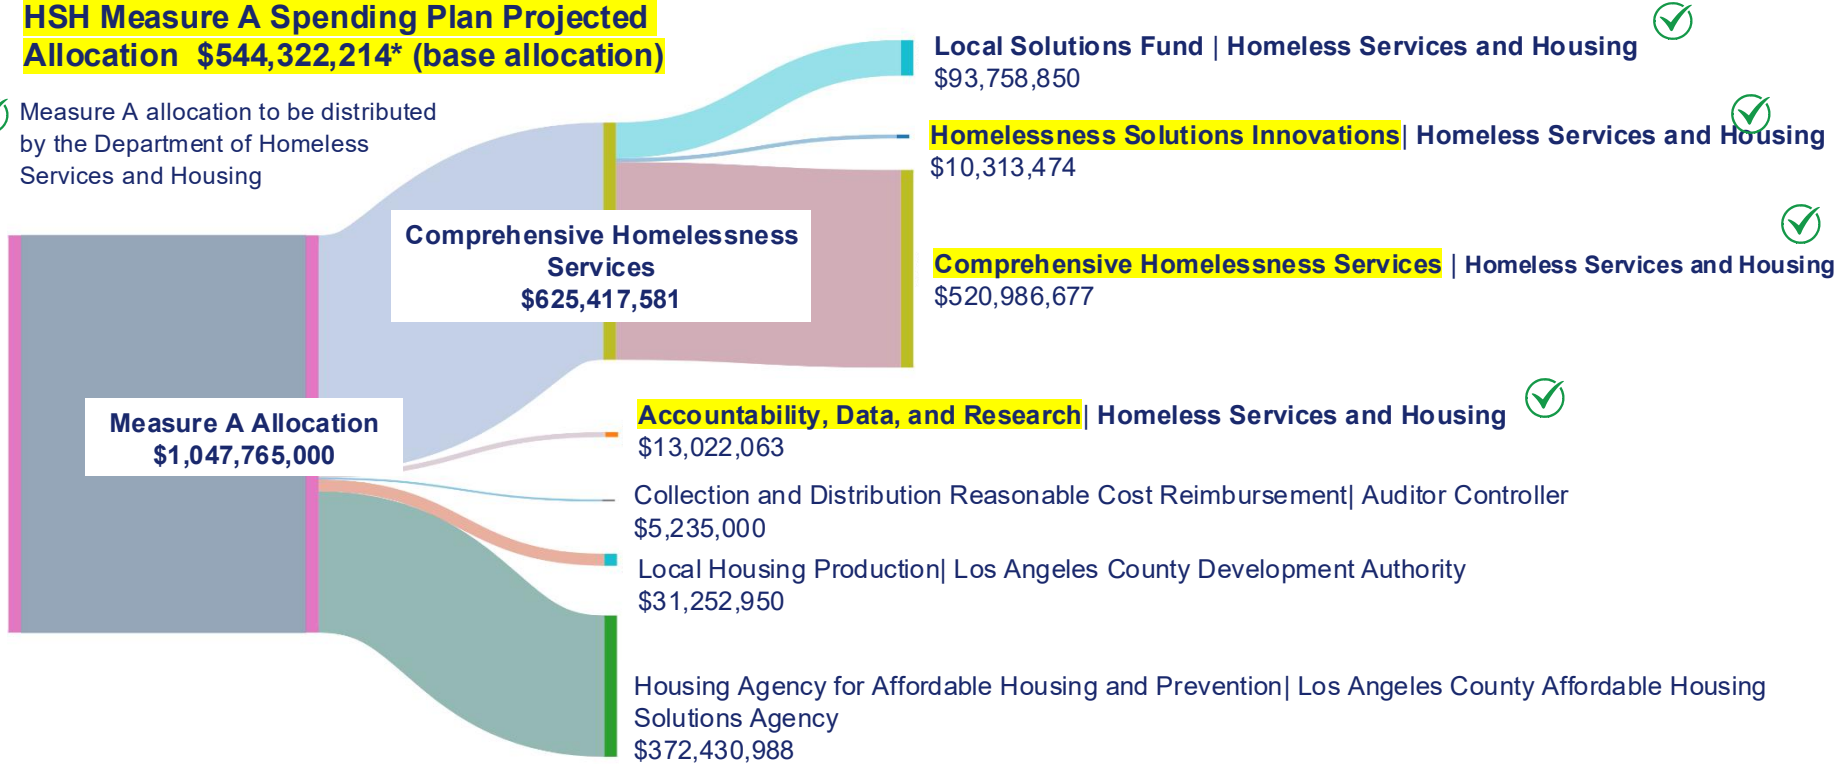 HSH Measure A Spending Plan Projected
Allocation $544,322,214* (base allocation)
Measure A allocation to be distributed
by the Department of Homeless
Services and Housing
Local Solutions Fund | Homeless Services and Housing
$93,758,850
Homelessness Solutions Innovations| Homeless Services and Housing
$10,313,474
Comprehensive Homelessness
Services
$625,417,581
Comprehensive Homelessness Services | Homeless Services and Housing
$520,986,677
Measure A Allocation
$1,047,765,000
Accountability, Data, and Research| Homeless Services and Housing
$13,022,063
Collection and Distribution Reasonable Cost Reimbursement| Auditor Controller
$5,235,000
Local Housing Production| Los Angeles County Development Authority
$31,252,950
Housing Agency for Affordable Housing and Prevention| Los Angeles County Affordable Housing
Solutions Agency
$372,430,988